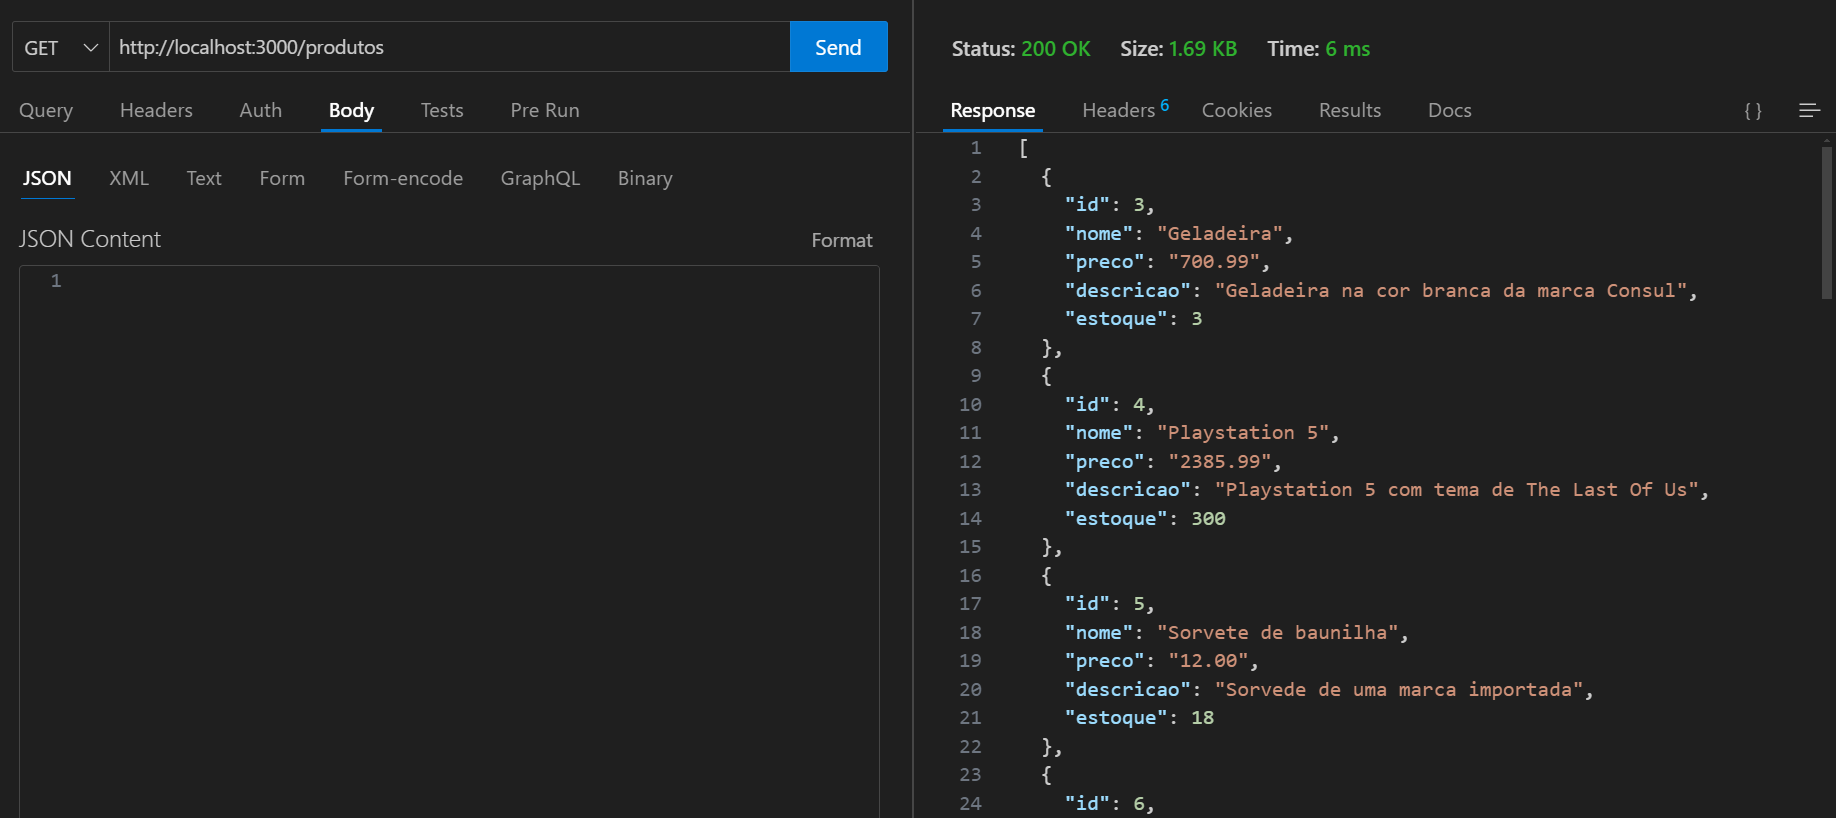 GET http://localhost:3000/produtos Send
Query Headers Auth Body Tests Pre Run
JSON XML Text Form Form-encode GraphQL Binary
JSON Content Format
1
Status: 200 OK Size: 1.69 KB Time: 6 ms
Response Headers 6 Cookies Results Docs { }
1 [
2 {
3 "id": 3,
4 "nome": "Geladeira",
5 "preco": "700.99",
6 "descricao": "Geladeira na cor branca da marca Consul",
7 "estoque": 3
8 },
9 {
10 "id": 4,
11 "nome": "Playstation 5",
12 "preco": "2385.99",
13 "descricao": "Playstation 5 com tema de The Last Of Us",
14 "estoque": 300
15 },
16 {
17 "id": 5,
18 "nome": "Sorvete de baunilha",
19 "preco": "12.00",
20 "descricao": "Sorvede de uma marca importada",
21 "estoque": 18
22 },
23 {
24 "id": 6,